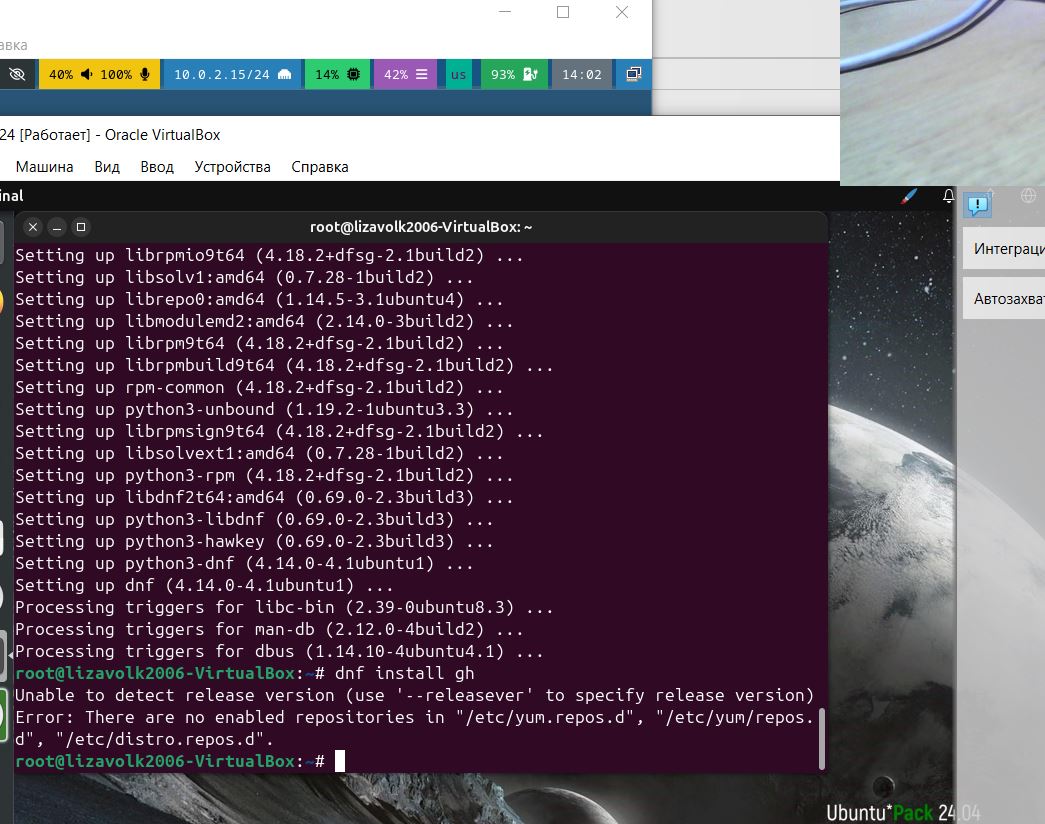 авка
40% 100%
10.0.2.15/24
14%
42%
us
93%
14:02
24 [Работает] - Oracle VirtualBox
Машина Вид Ввод Устройства Справка
inal
root@lizavolk2006-VirtualBox: ~
Интеграци
Автозахват
Setting up librpmio9t64 (4.18.2+dfsg-2.1build2) ...
Setting up libsolv1:amd64 (0.7.28-1build2) ...
Setting up librepo0:amd64 (1.14.5-3.1ubuntu4) ...
Setting up libmodulemd2:amd64 (2.14.0-3build2) ...
Setting up librpm9t64 (4.18.2+dfsg-2.1build2) ...
Setting up librpmbuild9t64 (4.18.2+dfsg-2.1build2) ...
Setting up rpm-common (4.18.2+dfsg-2.1build2) ...
Setting up python3-unbound (1.19.2-1ubuntu3.3) ...
Setting up librpmsign9t64 (4.18.2+dfsg-2.1build2) ...
Setting up libsolvext1:amd64 (0.7.28-1build2) ...
Setting up python3-rpm (4.18.2+dfsg-2.1build2) ...
Setting up libdnf2t64:amd64 (0.69.0-2.3build3) ...
Setting up python3-libdnf (0.69.0-2.3build3) ...
Setting up python3-hawkey (0.69.0-2.3build3) ...
Setting up python3-dnf (4.14.0-4.1ubuntu1) ...
Setting up dnf (4.14.0-4.1ubuntu1) ...
Processing triggers for libc-bin (2.39-0ubuntu8.3) ...
Processing triggers for man-db (2.12.0-4build2) ...
Processing triggers for dbus (1.14.10-4ubuntu4.1) ...
root@lizavolk2006-VirtualBox:~# dnf install gh
Unable to detect release version (use '--releasever' to specify release version)
Error: There are no enabled repositories in "/etc/yum.repos.d", "/etc/yum/repos.
d", "/etc/distro.repos.d".
root@lizavolk2006-VirtualBox:~#
Ubuntu*Pack 24.04